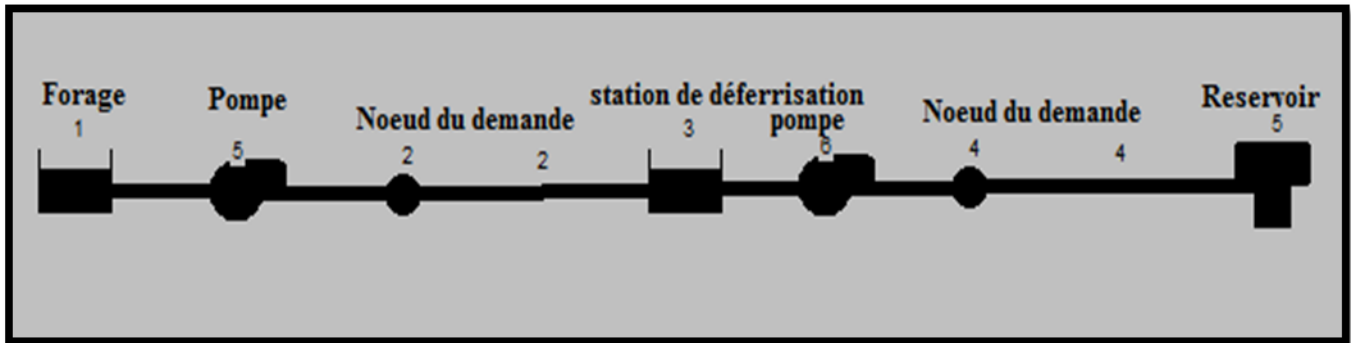 Forage
1
Pompe
5
Noeud du demande
2
2
station de déferrisation
3
pompe
6
Noeud du demande
4
4
Reservoir
5